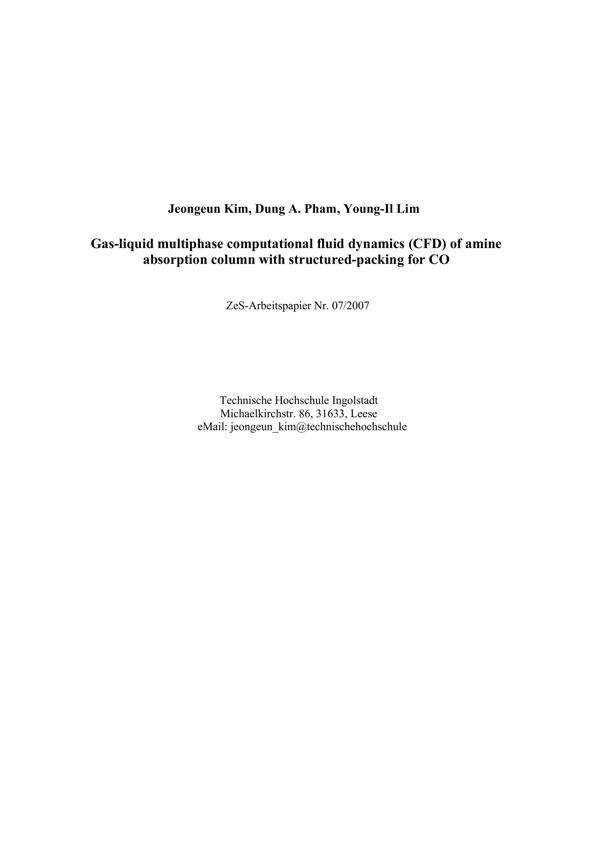 Jeongeun Kim, Dung A. Pham, Young-Il Lim
Gas-liquid multiphase computational fluid dynamics (CFD) of amine
absorption column with structured-packing for CO
ZeS-Arbeitspapier Nr. 07/2007
Technische Hochschule Ingolstadt
Michaelkirchstr. 86, 31633, Leese
eMail: jeongeun_kim@technischehochschule